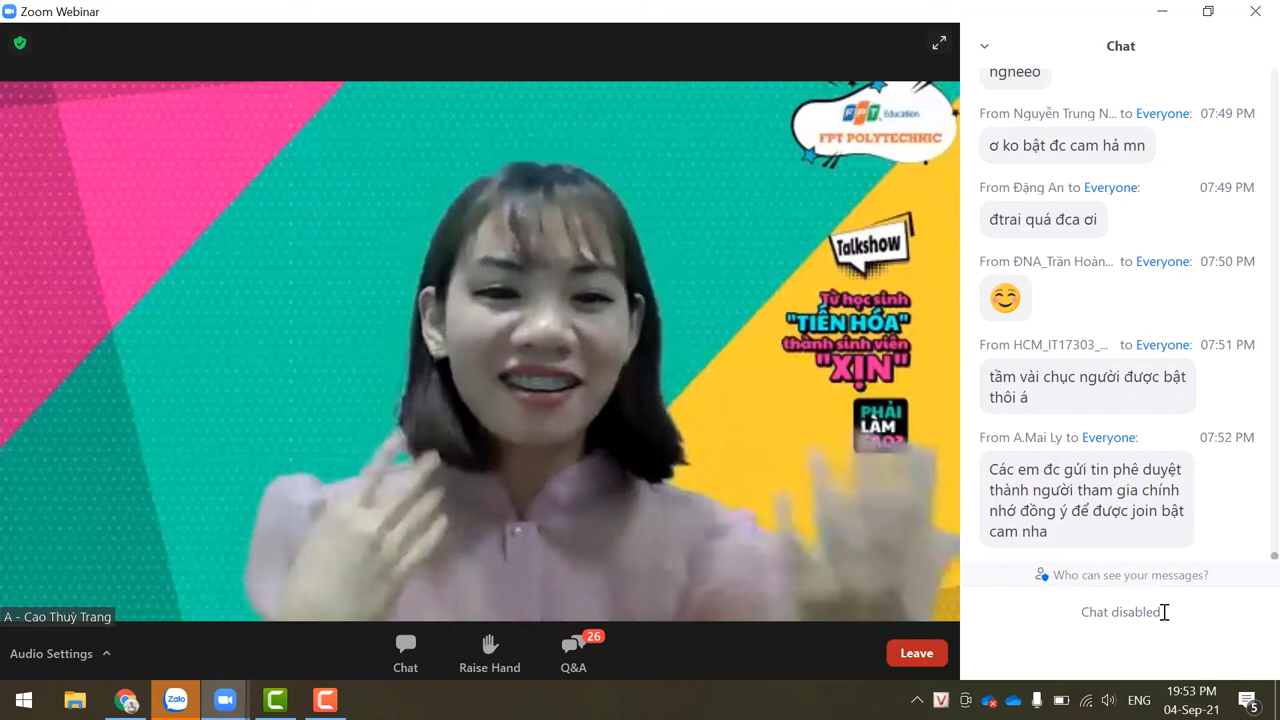 Zoom Webinar
Chat
ngheeo
From Nguyễn Trung N... to Everyone: 07:49 PM
ơ ko bật đc cam hả mn
From Đặng An to Everyone: 07:49 PM
đtrai quá đca ơi
From ĐNA_Trần Hoàn... to Everyone: 07:50 PM
From HCM_IT17303_... to Everyone: 07:51 PM
tầm vài chục người được bật
thôi á
From A.Mai Ly to Everyone: 07:52 PM
Các em đc gửi tin phê duyệt
thành người tham gia chính
nhớ đồng ý để được join bật
cam nha
Who can see your messages?
Chat disabled
FPT Education
FPT POLYTECHNIC
Talkshow
Từ học sinh
"TIẾN HÓA"
thành sinh viên
"XỊN"
PHẢI
LÀM
SAO?
A - Cao Thuỳ Trang
Audio Settings
Chat
Raise Hand
26
Q&A
Leave
Zalo
ENG
19:53 PM
04-Sep-21
5